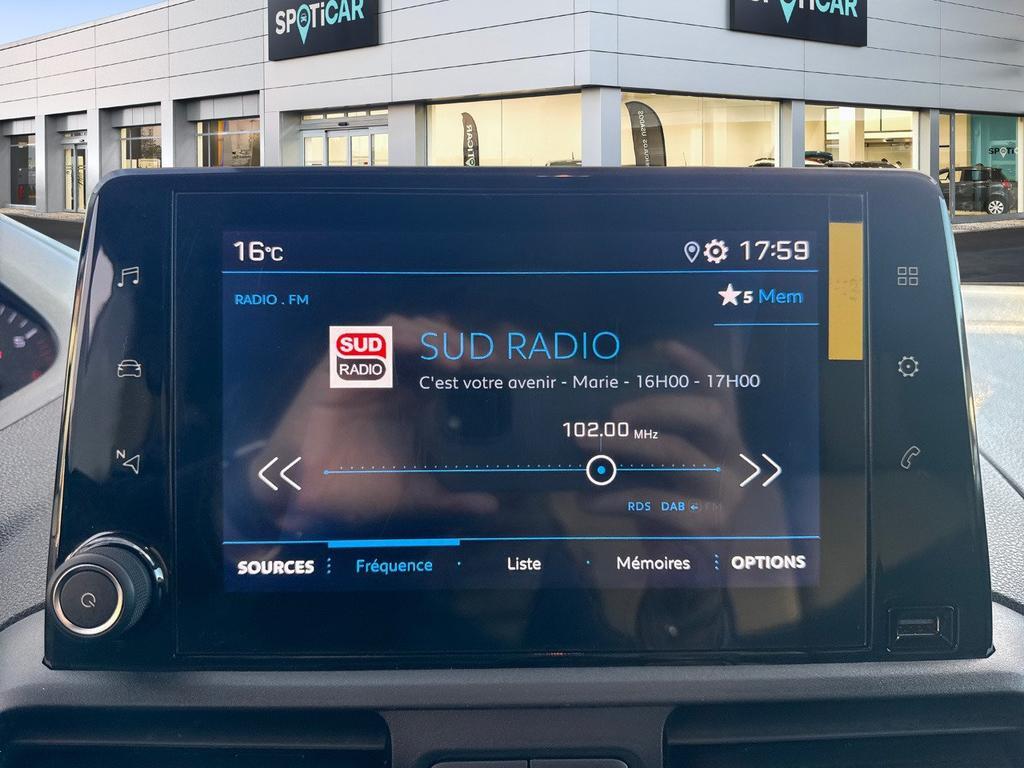 SPOTiCAR
SPOTiCAR
16°C
17:59
RADIO . FM
5 Mem
SUD
RADIO
SUD RADIO
C'est votre avenir - Marie - 16H00 - 17H00
102.00 MHz
RDS DAB FM
SOURCES
Fréquence
Liste
Mémoires
OPTIONS
N